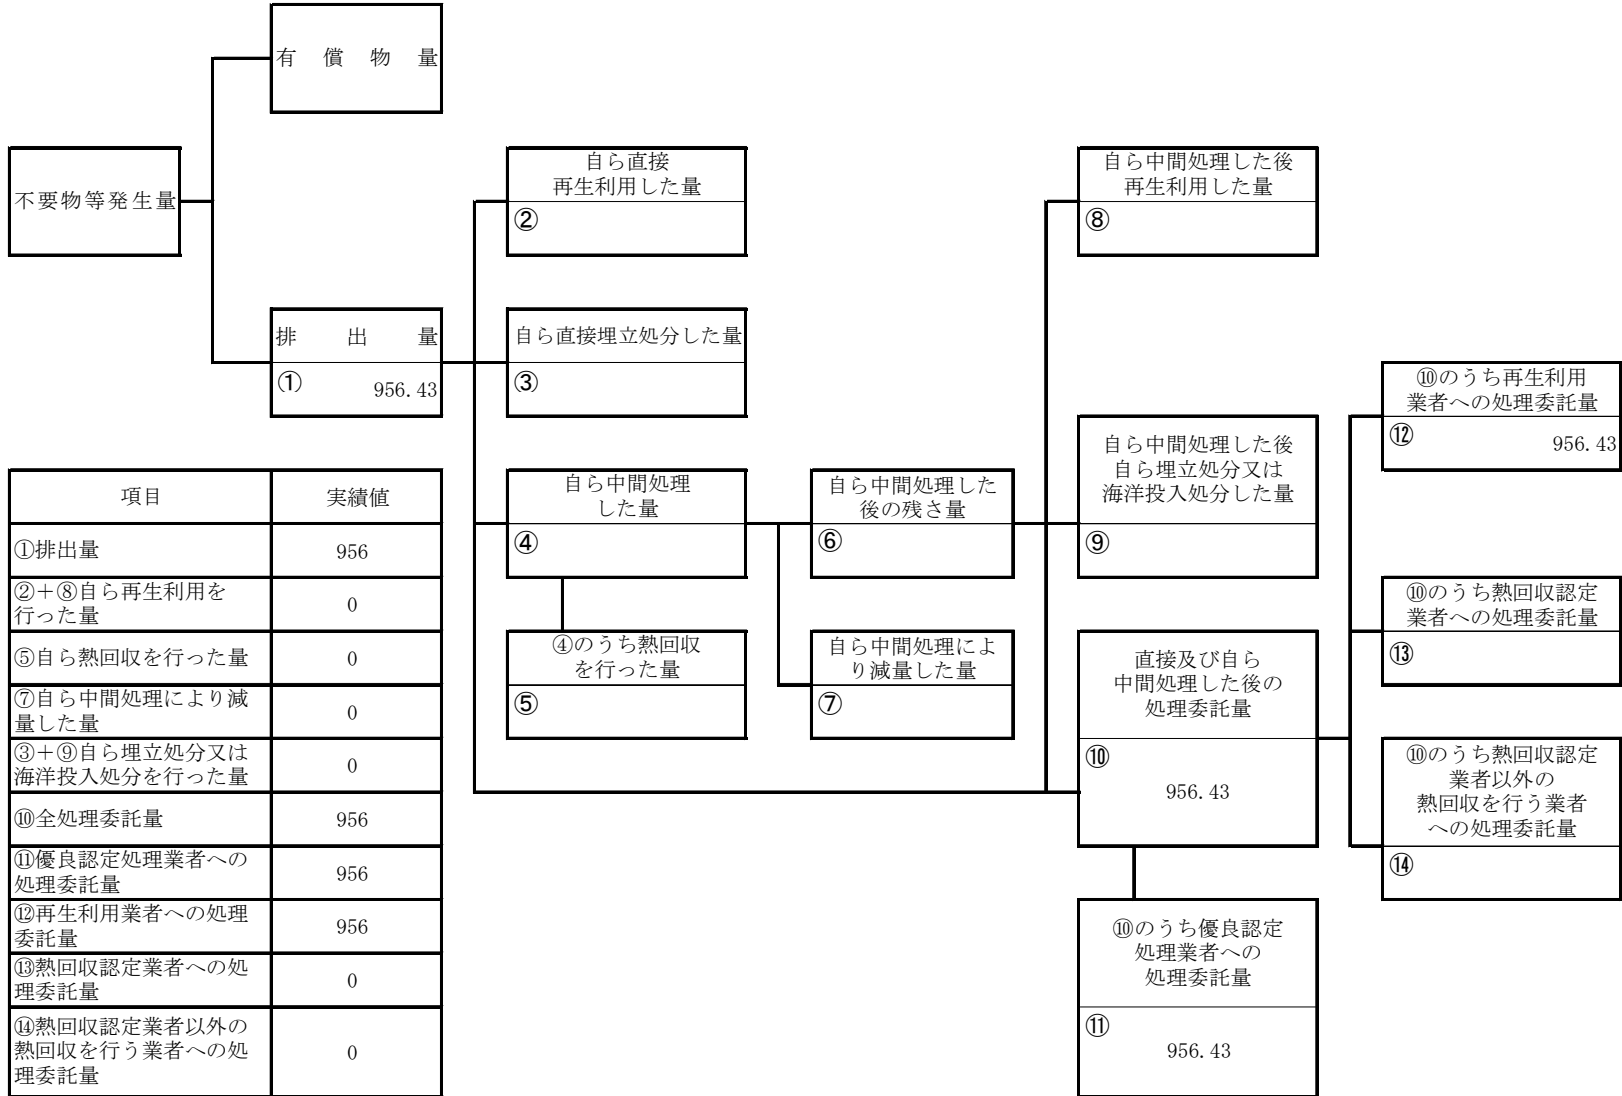 有償物量
不要物等発生量
排出量
①
956.43
自ら直接
再生利用した量
②
自ら直接埋立処分した量
③
自ら中間処理
した量
④
④のうち熱回収
を行った量
⑤
自ら中間処理した
後の残さ量
⑥
自ら中間処理によ
り減量した量
⑦
自ら中間処理した後
再生利用した量
⑧
自ら中間処理した後
自ら埋立処分又は
海洋投入処分した量
⑨
直接及び自ら
中間処理した後の
処理委託量
⑩
956.43
⑩のうち優良認定
処理業者への
処理委託量
⑪
956.43
⑩のうち再生利用
業者への処理委託量
⑫
956.43
⑩のうち熱回収認定
業者への処理委託量
⑬
⑩のうち熱回収認定
業者以外の
熱回収を行う業者
への処理委託量
⑭
項目 実績値
①排出量 956
②＋⑧自ら再生利用を
行った量 0
⑤自ら熱回収を行った量 0
⑦自ら中間処理により減
量した量 0
③＋⑨自ら埋立処分又は
海洋投入処分を行った量 0
⑩全処理委託量 956
⑪優良認定処理業者への
処理委託量 956
⑫再生利用業者への処理
委託量 956
⑬熱回収認定業者への処
理委託量 0
⑭熱回収認定業者以外の
熱回収を行う業者への処
理委託量 0